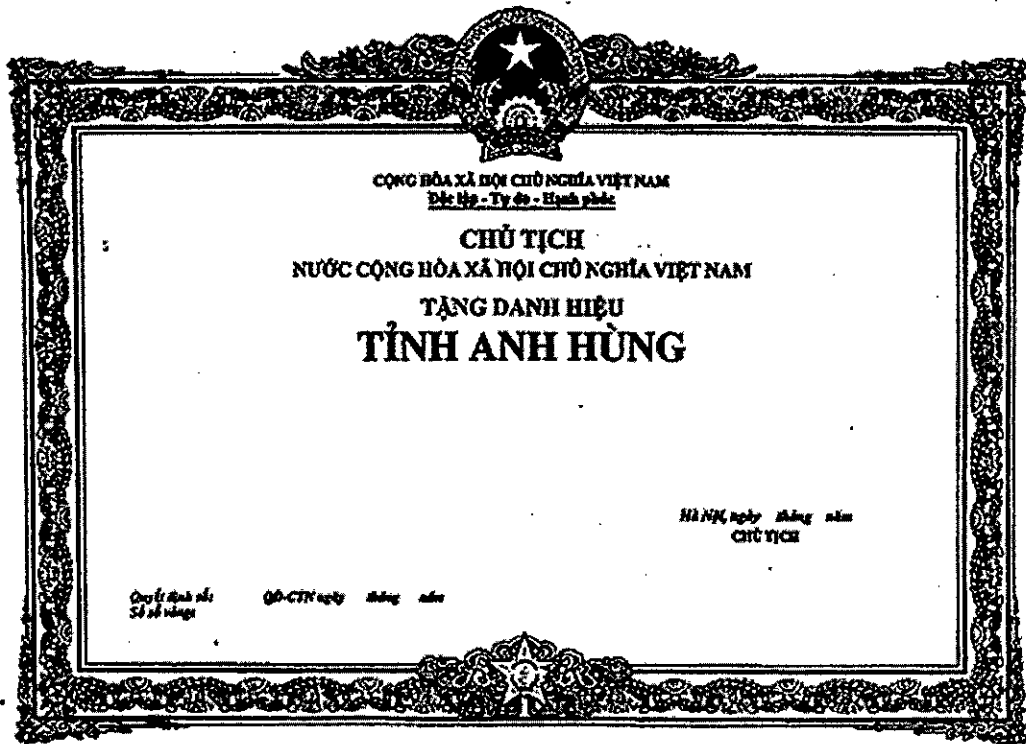 CỘNG HÒA XÃ HỘI CHỦ NGHĨA VIỆT NAM
Độc lập - Tự do - Hạnh phúc
CHỦ TỊCH
NƯỚC CỘNG HÒA XÃ HỘI CHỦ NGHĨA VIỆT NAM
TẶNG DANH HIỆU
TỈNH ANH HÙNG
Hà Nội, ngày tháng năm
CHỦ TỊCH
Quyết định số: QĐ-CTN ngày tháng năm
Số sổ vàng: